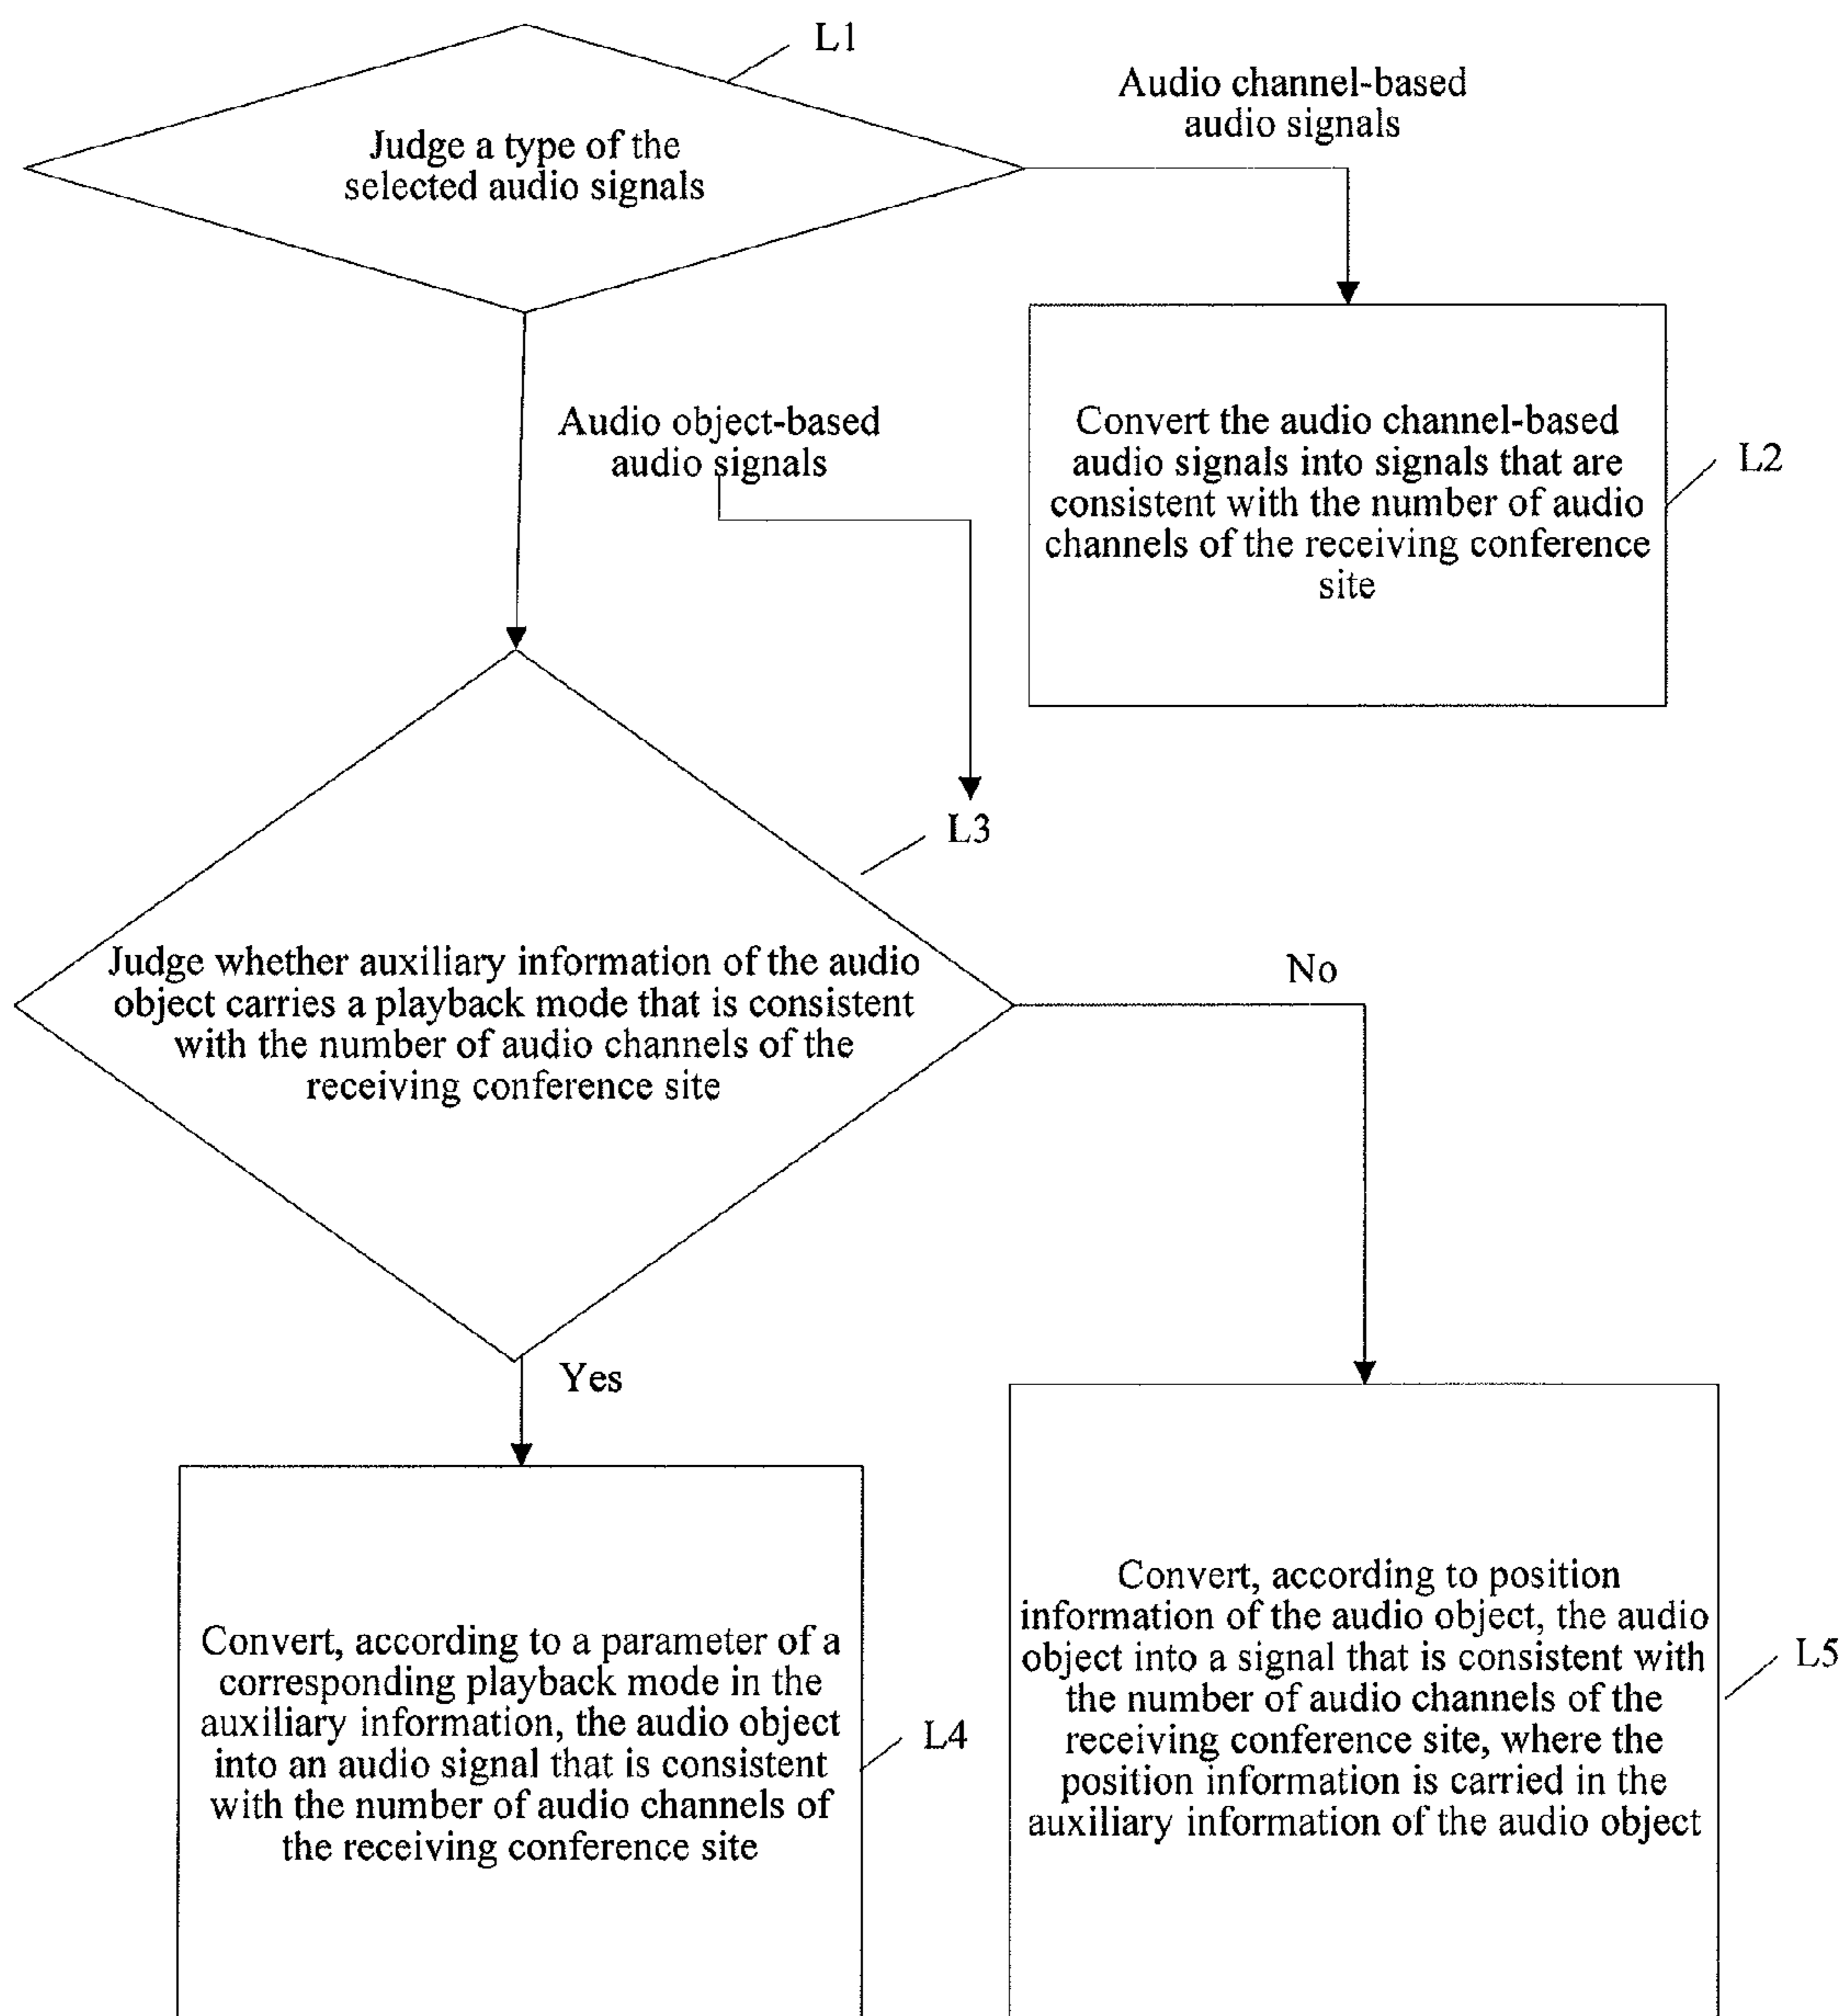 L1
Audio channel-based
audio signals
Judge a type of the
selected audio signals
Audio object-based
audio signals
Convert the audio channel-based
audio signals into signals that are
consistent with the number of audio
channels of the receiving conference
site
L2
L3
Judge whether auxiliary information of the audio
object carries a playback mode that is consistent
with the number of audio channels of the
receiving conference site
No
Yes
Convert, according to a parameter of a
corresponding playback mode in the
auxiliary information, the audio object
into an audio signal that is consistent
with the number of audio channels of
the receiving conference site
L4
Convert, according to position
information of the audio object, the audio
object into a signal that is consistent with
the number of audio channels of the
receiving conference site, where the
position information is carried in the
auxiliary information of the audio object
L5